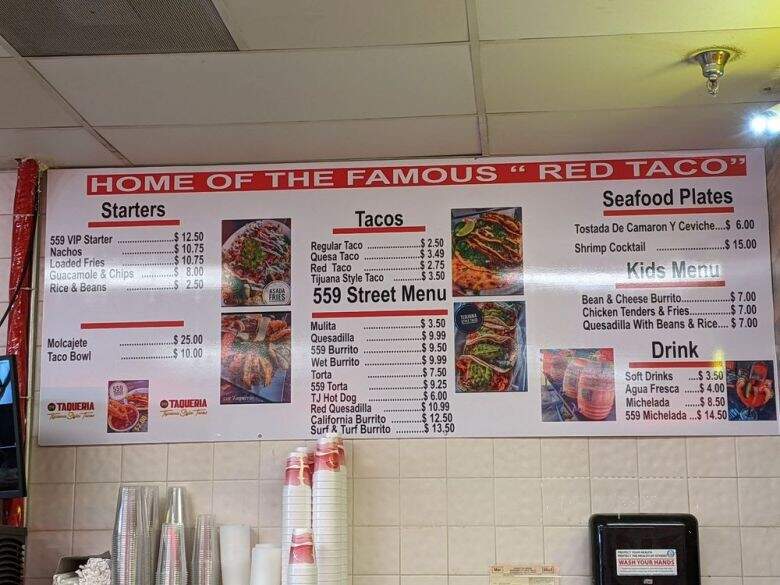 HOME OF THE FAMOUS “ RED TACO”
Starters
559 VIP Starter ..............$ 12.50
Nachos ..............$ 10.75
Loaded Fries ..............$ 10.75
Guacamole & Chips ..............$ 8.00
Rice & Beans ..............$ 2.50
Molcajete ..............$ 25.00
Taco Bowl ..............$ 10.00
TAQUERIA
TAQUERIA
559
ASADA
FRIES
Tacos
Regular Taco ..............$ 2.50
Quesa Taco ..............$ 3.49
Red Taco ..............$ 2.75
Tijuana Style Taco ..............$ 3.50
559 Street Menu
Mulita ..............$ 3.50
Quesadilla ..............$ 9.99
559 Burrito ..............$ 9.50
Wet Burrito ..............$ 9.99
Torta ..............$ 7.50
559 Torta ..............$ 9.25
TJ Hot Dog ..............$ 6.00
Red Quesadilla ..............$ 10.99
California Burrito ..............$ 12.50
Surf & Turf Burrito ..............$ 13.50
Seafood Plates
Tostada De Camaron Y Ceviche....$ 6.00
Shrimp Cocktail ..............$ 15.00
Kids Menu
Bean & Cheese Burrito..............$ 7.00
Chicken Tenders & Fries..............$ 7.00
Quesadilla With Beans & Rice.... $ 7.00
Drink
Soft Drinks ....$ 3.50
Agua Fresca ....$ 4.00
Michelada .......$ 8.50
559 Michelada ...$ 14.50
WASH YOUR HANDS